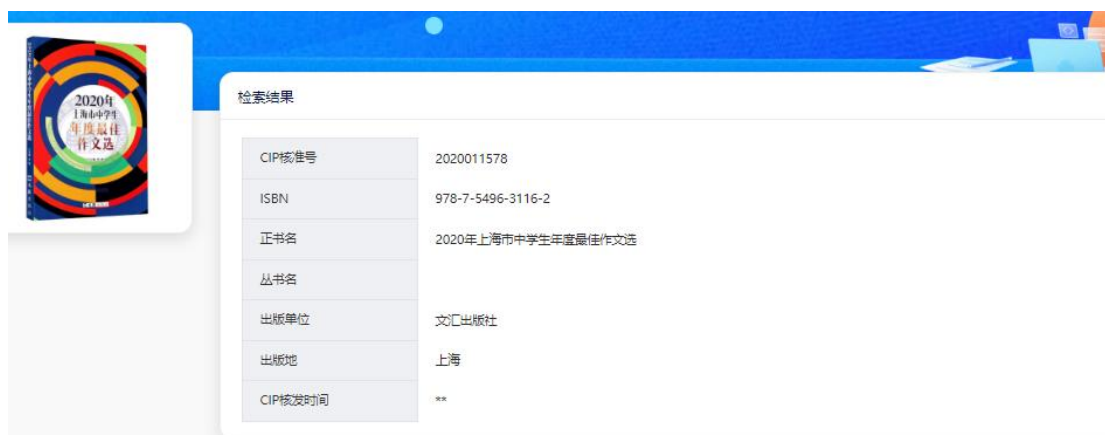 2020年
上海市中学生
年度最佳
作文选
检索结果
CIP核准号 2020011578
ISBN 978-7-5496-3116-2
正书名 2020年上海市中学生年度最佳作文选
丛书名
出版单位 文汇出版社
出版地 上海
CIP核发时间 **